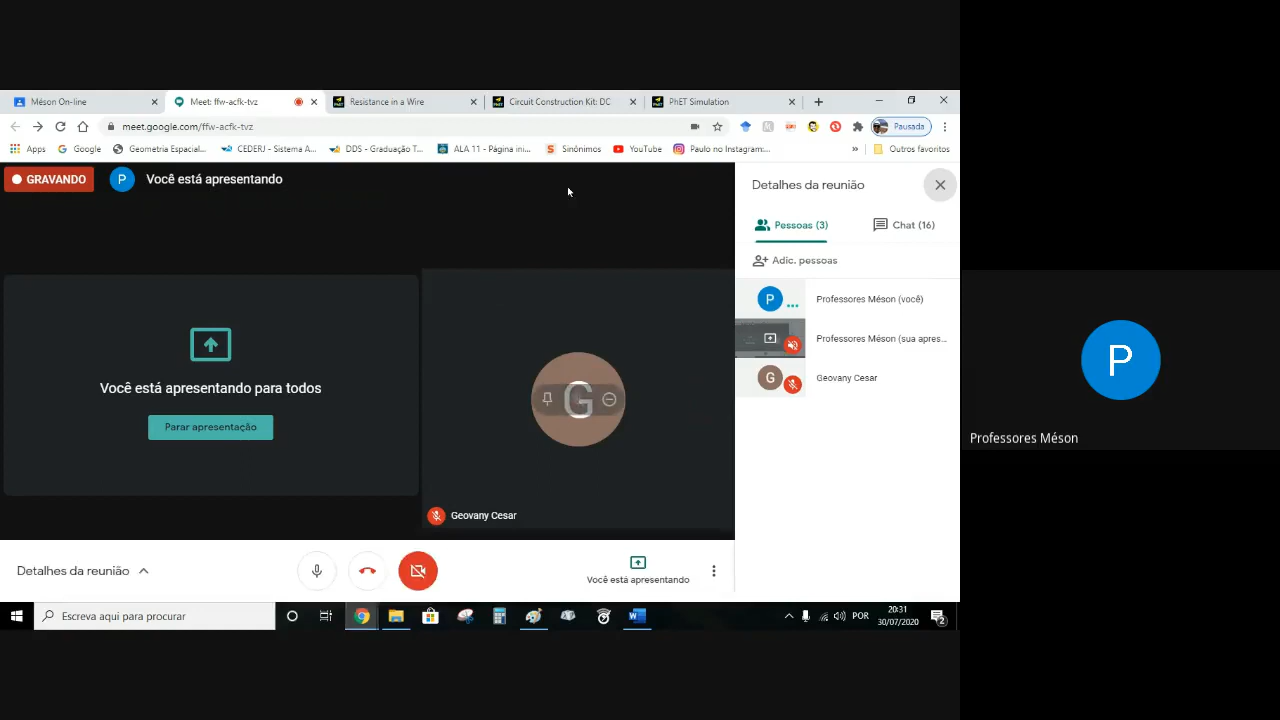 Méson On-line
Meet: ffw-acfk-tvz
Resistance in a Wire
Circuit Construction Kit: DC
PhET Simulation
meet.google.com/ffw-acfk-tvz
Pausada
Apps
Google
Geometria Espacial...
CEDERJ - Sistema A...
DDS - Graduação T...
ALA 11 - Página ini...
Sinônimos
YouTube
Paulo no Instagram:...
»
Outros favoritos
GRAVANDO
P
Você está apresentando
Detalhes da reunião
Pessoas (3)
Chat (16)
Adic. pessoas
P
Professores Méson (você)
Professores Méson (sua apres...
G
Geovany Cesar
Você está apresentando para todos
Parar apresentação
G
Geovany Cesar
Detalhes da reunião
Você está apresentando
Escreva aqui para procurar
POR
20:31
30/07/2020
2
P
Professores Méson